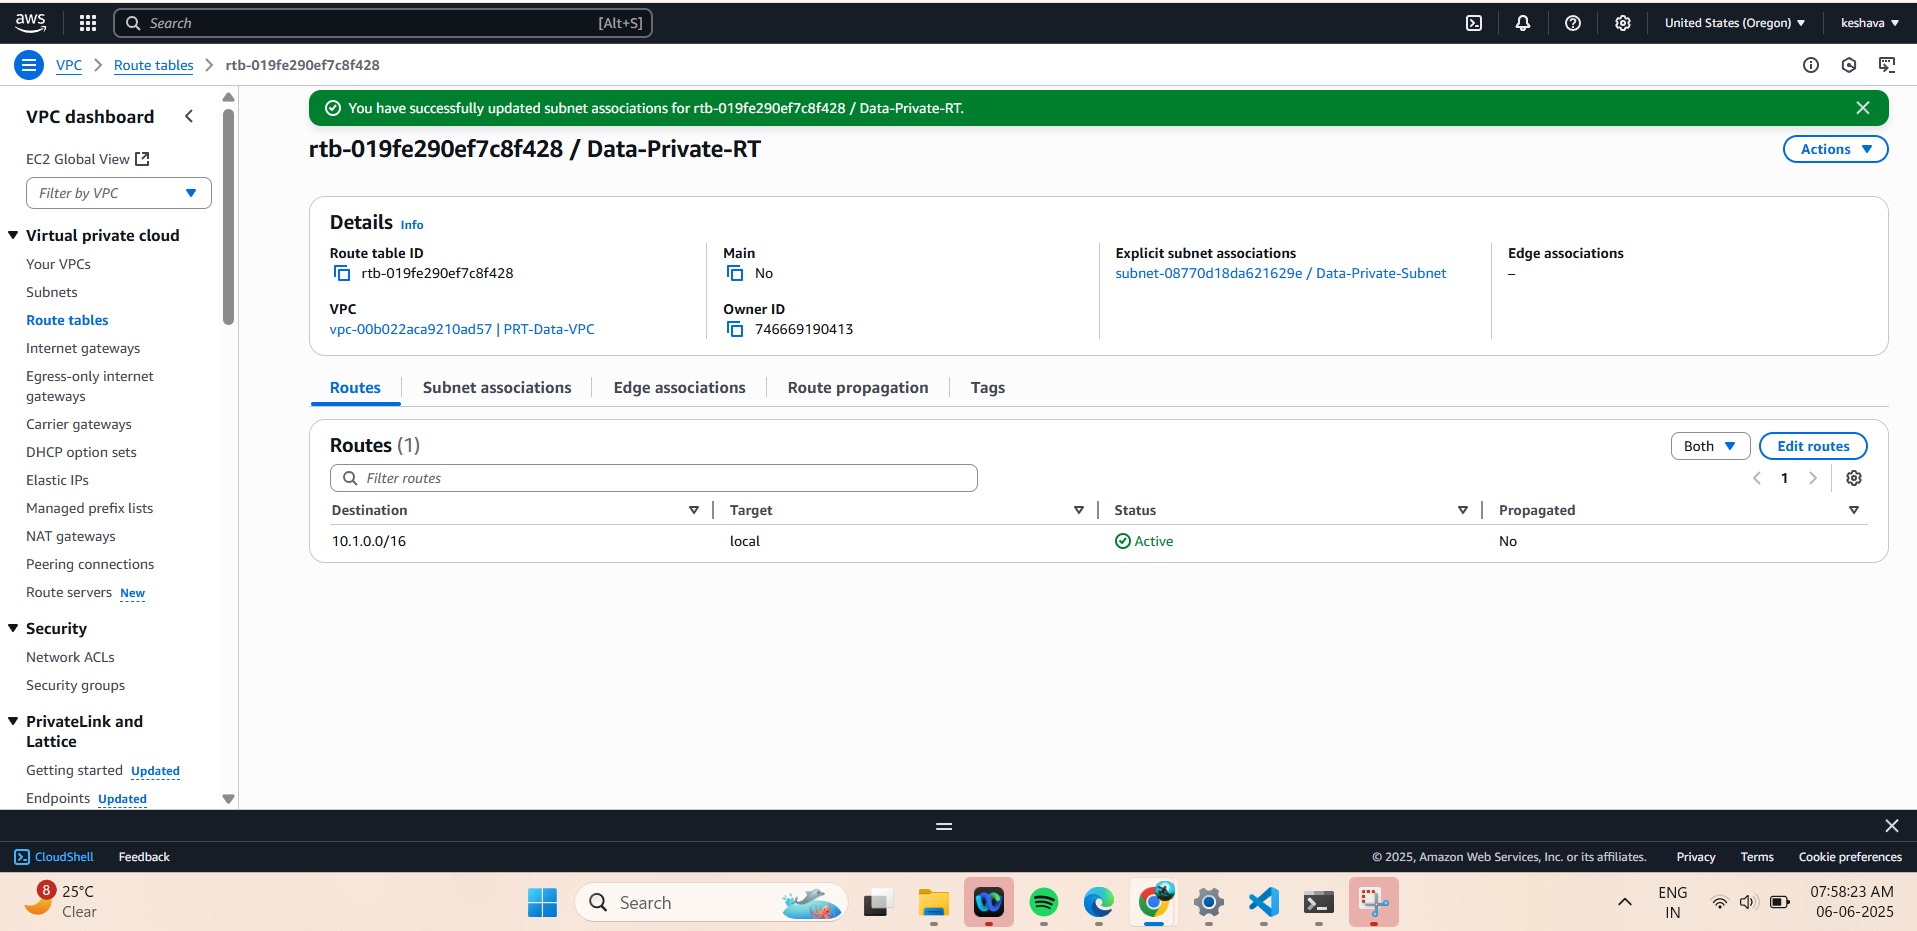 aws
Search [Alt+S]
United States (Oregon)
keshava
VPC
Route tables
rtb-019fe290ef7c8f428
VPC dashboard
EC2 Global View
Filter by VPC
Virtual private cloud
Your VPCs
Subnets
Route tables
Internet gateways
Egress-only internet
gateways
Carrier gateways
DHCP option sets
Elastic IPs
Managed prefix lists
NAT gateways
Peering connections
Route servers New
Security
Network ACLs
Security groups
PrivateLink and
Lattice
Getting started Updated
Endpoints Updated
You have successfully updated subnet associations for rtb-019fe290ef7c8f428 / Data-Private-RT.
rtb-019fe290ef7c8f428 / Data-Private-RT
Actions
Details Info
Route table ID
rtb-019fe290ef7c8f428
VPC
vpc-00b022aca9210ad57 | PRT-Data-VPC
Main
No
Owner ID
746669190413
Explicit subnet associations
subnet-08770d18da621629e / Data-Private-Subnet
Edge associations
–
Routes
Subnet associations
Edge associations
Route propagation
Tags
Routes (1)
Both
Edit routes
Filter routes
1
Destination Target Status Propagated
10.1.0.0/16 local Active No
CloudShell
Feedback
© 2025, Amazon Web Services, Inc. or its affiliates.
Privacy
Terms
Cookie preferences
8
25°C
Clear
Search
ENG
IN
07:58:23 AM
06-06-2025